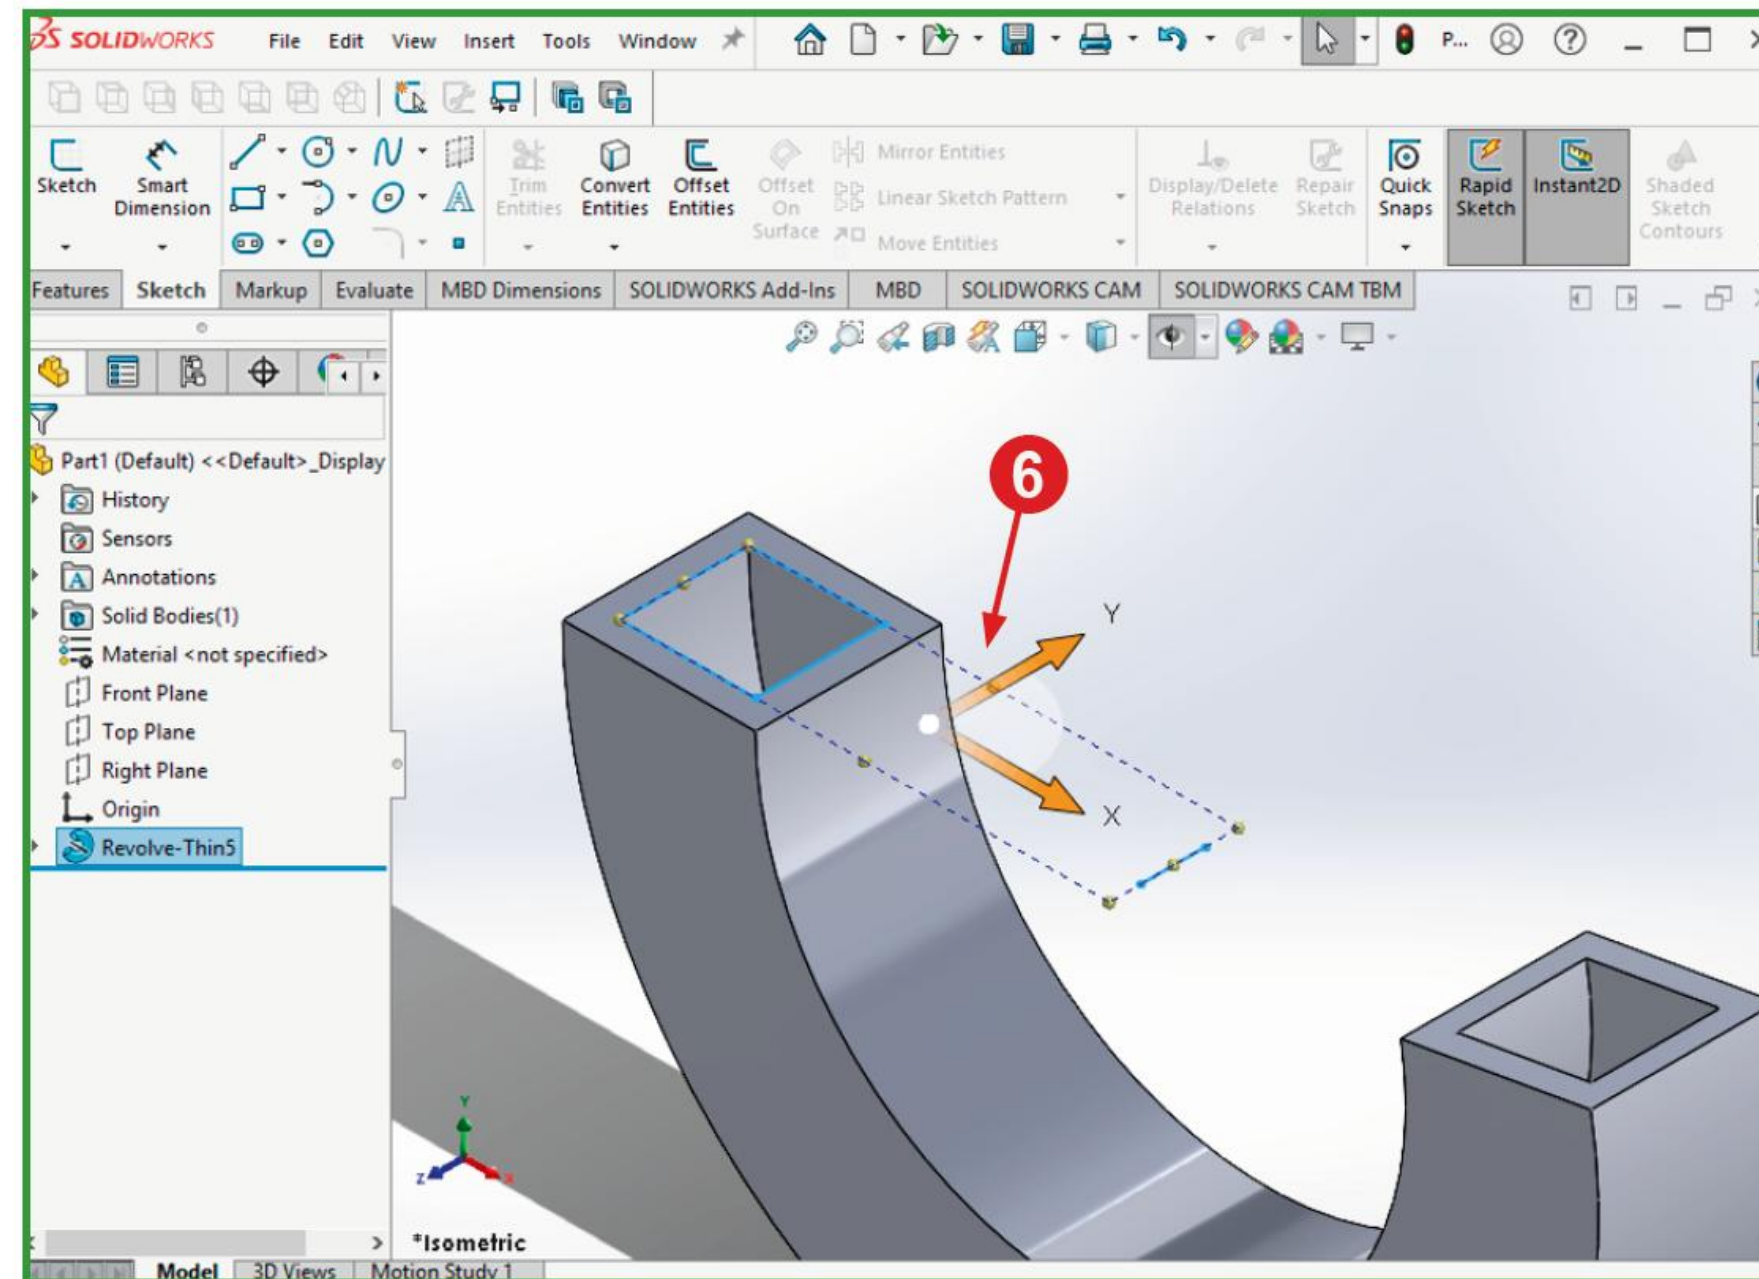 SOLIDWORKS File Edit View Insert Tools Window P... ?
Sketch Smart Dimension
Trim Entities Convert Entities Offset Entities Offset On Surface
Mirror Entities
Linear Sketch Pattern
Move Entities
Display/Delete Relations Repair Sketch Quick Snaps Rapid Sketch Instant2D Shaded Sketch Contours
Features Sketch Markup Evaluate MBD Dimensions SOLIDWORKS Add-Ins MBD SOLIDWORKS CAM SOLIDWORKS CAM TBM
Part1 (Default) <<Default>_Display
History
Sensors
Annotations
Solid Bodies(1)
Material <not specified>
Front Plane
Top Plane
Right Plane
Origin
Revolve-Thin5
6
Y
X
Y
Z X
*Isometric
Model 3D Views Motion Study 1